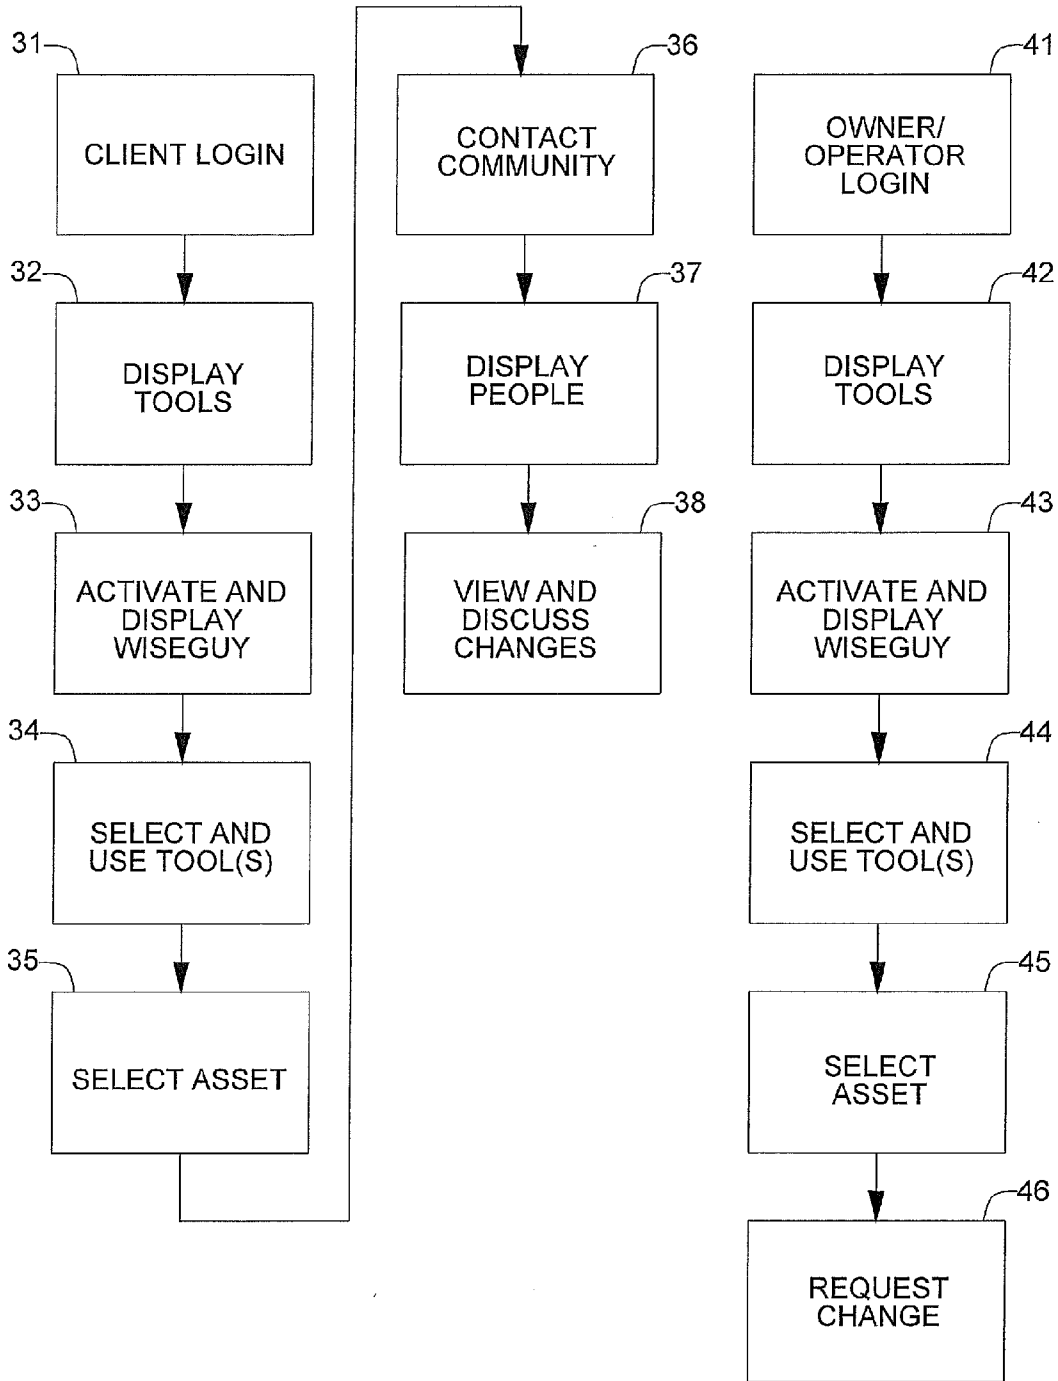 31
CLIENT LOGIN
32
DISPLAY
TOOLS
33
ACTIVATE AND
DISPLAY
WISEGUY
34
SELECT AND
USE TOOL(S)
35
SELECT ASSET
36
CONTACT
COMMUNITY
37
DISPLAY
PEOPLE
38
VIEW AND
DISCUSS
CHANGES
41
OWNER/
OPERATOR
LOGIN
42
DISPLAY
TOOLS
43
ACTIVATE AND
DISPLAY
WISEGUY
44
SELECT AND
USE TOOL(S)
45
SELECT
ASSET
46
REQUEST
CHANGE